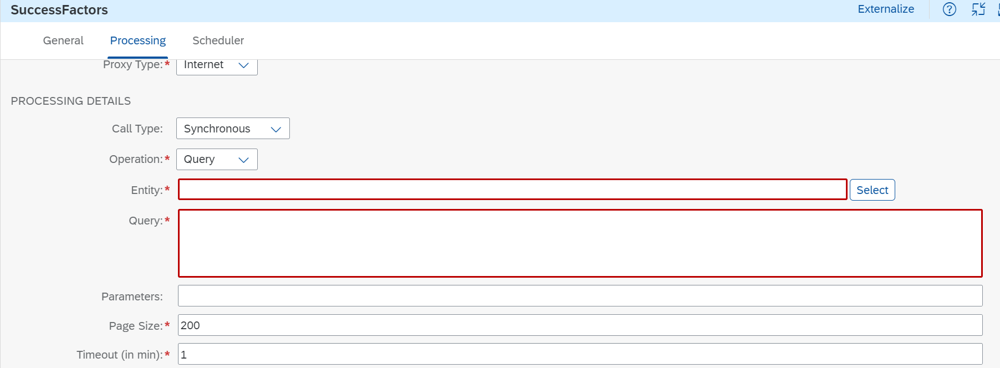 SuccessFactors Externalize
General Processing Scheduler
Proxy Type:* Internet
PROCESSING DETAILS
Call Type: Synchronous
Operation:* Query
Entity:* Select
Query:*
Parameters:
Page Size:* 200
Timeout (in min):* 1